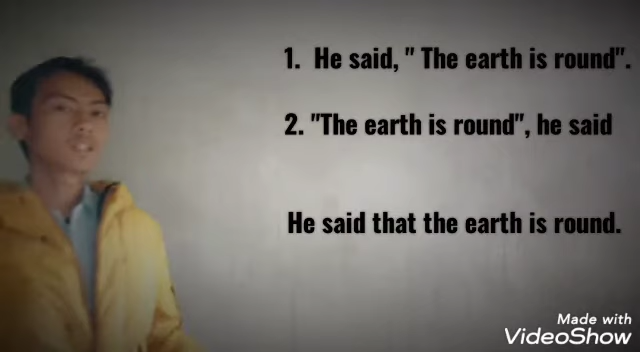 1. He said, " The earth is round".
2. "The earth is round", he said
He said that the earth is round.
Made with
VideoShow